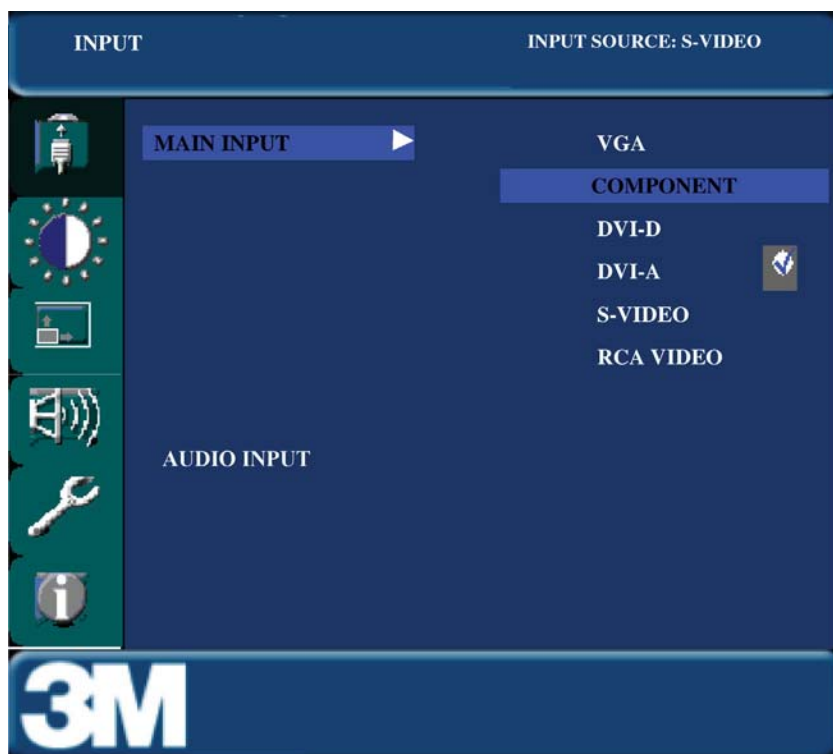 INPUT
INPUT SOURCE: S-VIDEO
MAIN INPUT
VGA
COMPONENT
DVI-D
DVI-A
S-VIDEO
RCA VIDEO
AUDIO INPUT
3M